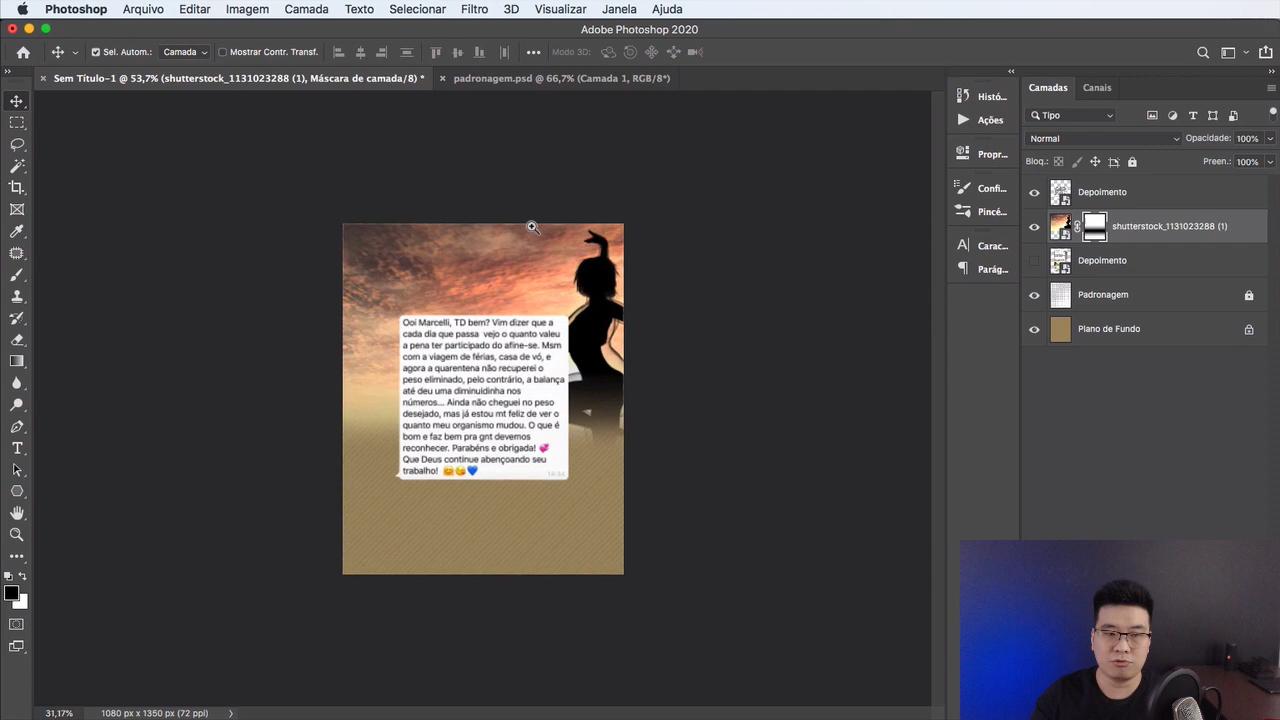 Photoshop Arquivo Editar Imagem Camada Texto Selecionar Filtro 3D Visualizar Janela Ajuda
Adobe Photoshop 2020
Sel. Autom.: Camada Mostrar Contr. Transf. Modo 3D:
Sem Título-1 @ 53,7% (shutterstock_1131023288 (1), Máscara de camada/8) * padronagem.psd @ 66,7% (Camada 1, RGB/8*)
Histó...
Ações
Propr...
Confi...
Pincé...
Carac...
Parág...
Camadas Canais
Tipo
Normal Opacidade: 100%
Bloq.: Preen.: 100%
Depoimento
shutterstock_1131023288 (1)
Depoimento
Padronagem
Plano de Fundo
Ooi Marcelli, TD bem? Vim dizer que a
cada dia que passa vejo o quanto valeu
a pena ter participado do afine-se. Msm
com a viagem de férias, casa de vó, e
agora a quarentena não recuperei o
peso eliminado, pelo contrário, a balança
até deu uma diminuidinha nos
números... Ainda não cheguei no peso
desejado, mas já estou mt feliz de ver o
quanto meu organismo mudou. O que é
bom e faz bem pra gnt devemos
reconhecer. Parabéns e obrigada! 💞
Que Deus continue abençoando seu
trabalho! 😊😘💙
31,17% 1080 px x 1350 px (72 ppi)